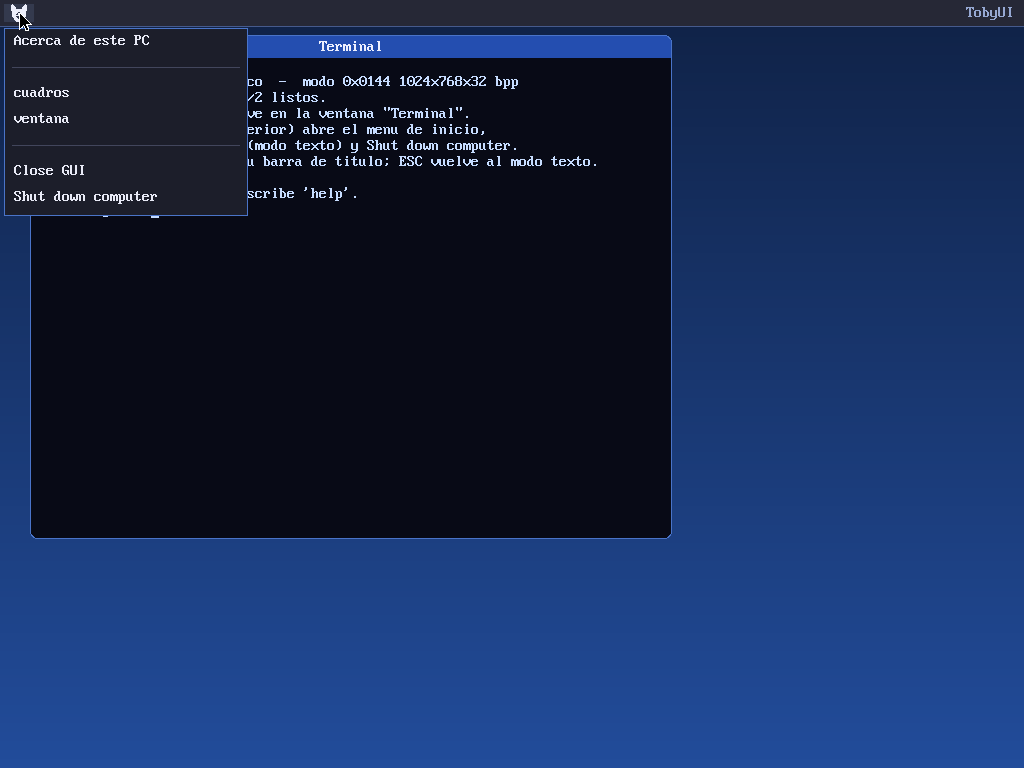 TobyUI
Acerca de este PC
cuadros
ventana
Close GUI
Shut down computer
Terminal
co - modo 0x0144 1024x768x32 bpp
/2 listos.
ve en la ventana "Terminal".
erior) abre el menu de inicio,
(modo texto) y Shut down computer.
u barra de titulo; ESC vuelve al modo texto.
scribe 'help'.